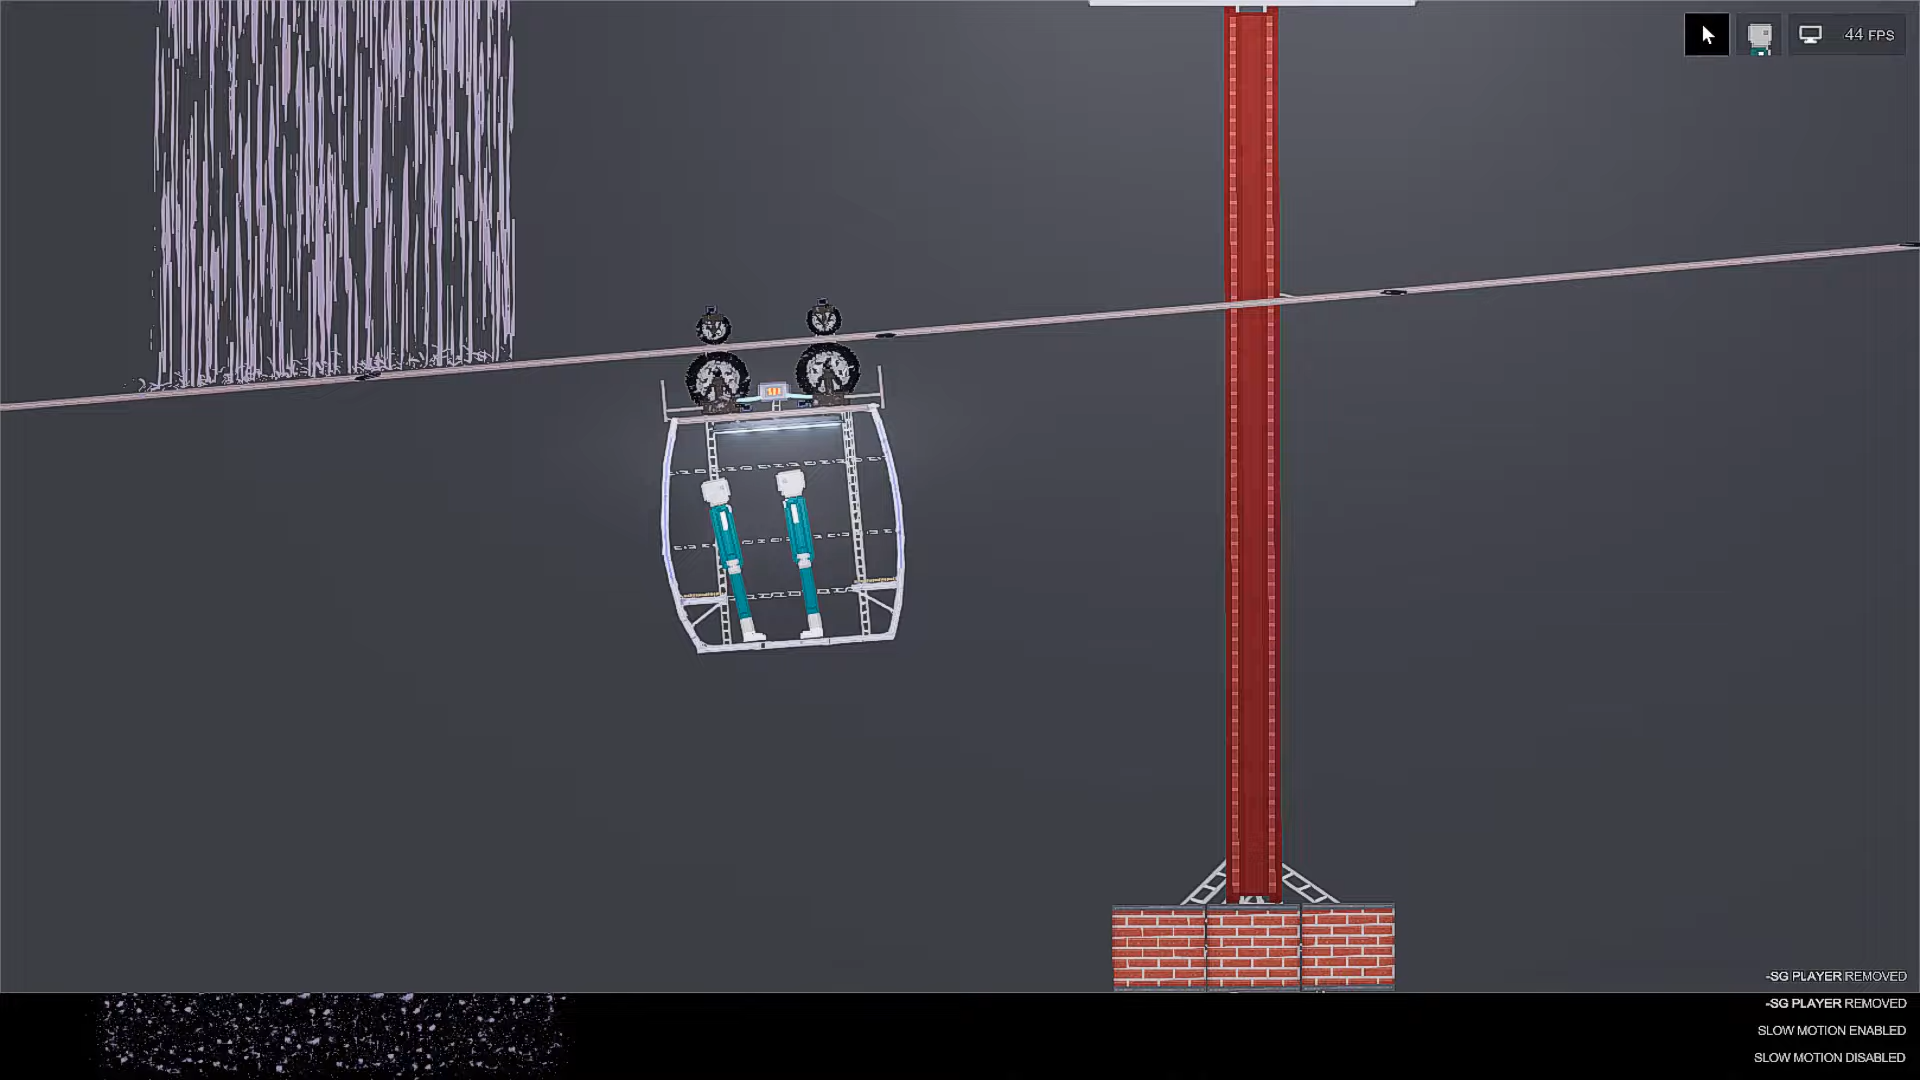 44 FPS
-SG PLAYER REMOVED
-SG PLAYER REMOVED
SLOW MOTION ENABLED
SLOW MOTION DISABLED